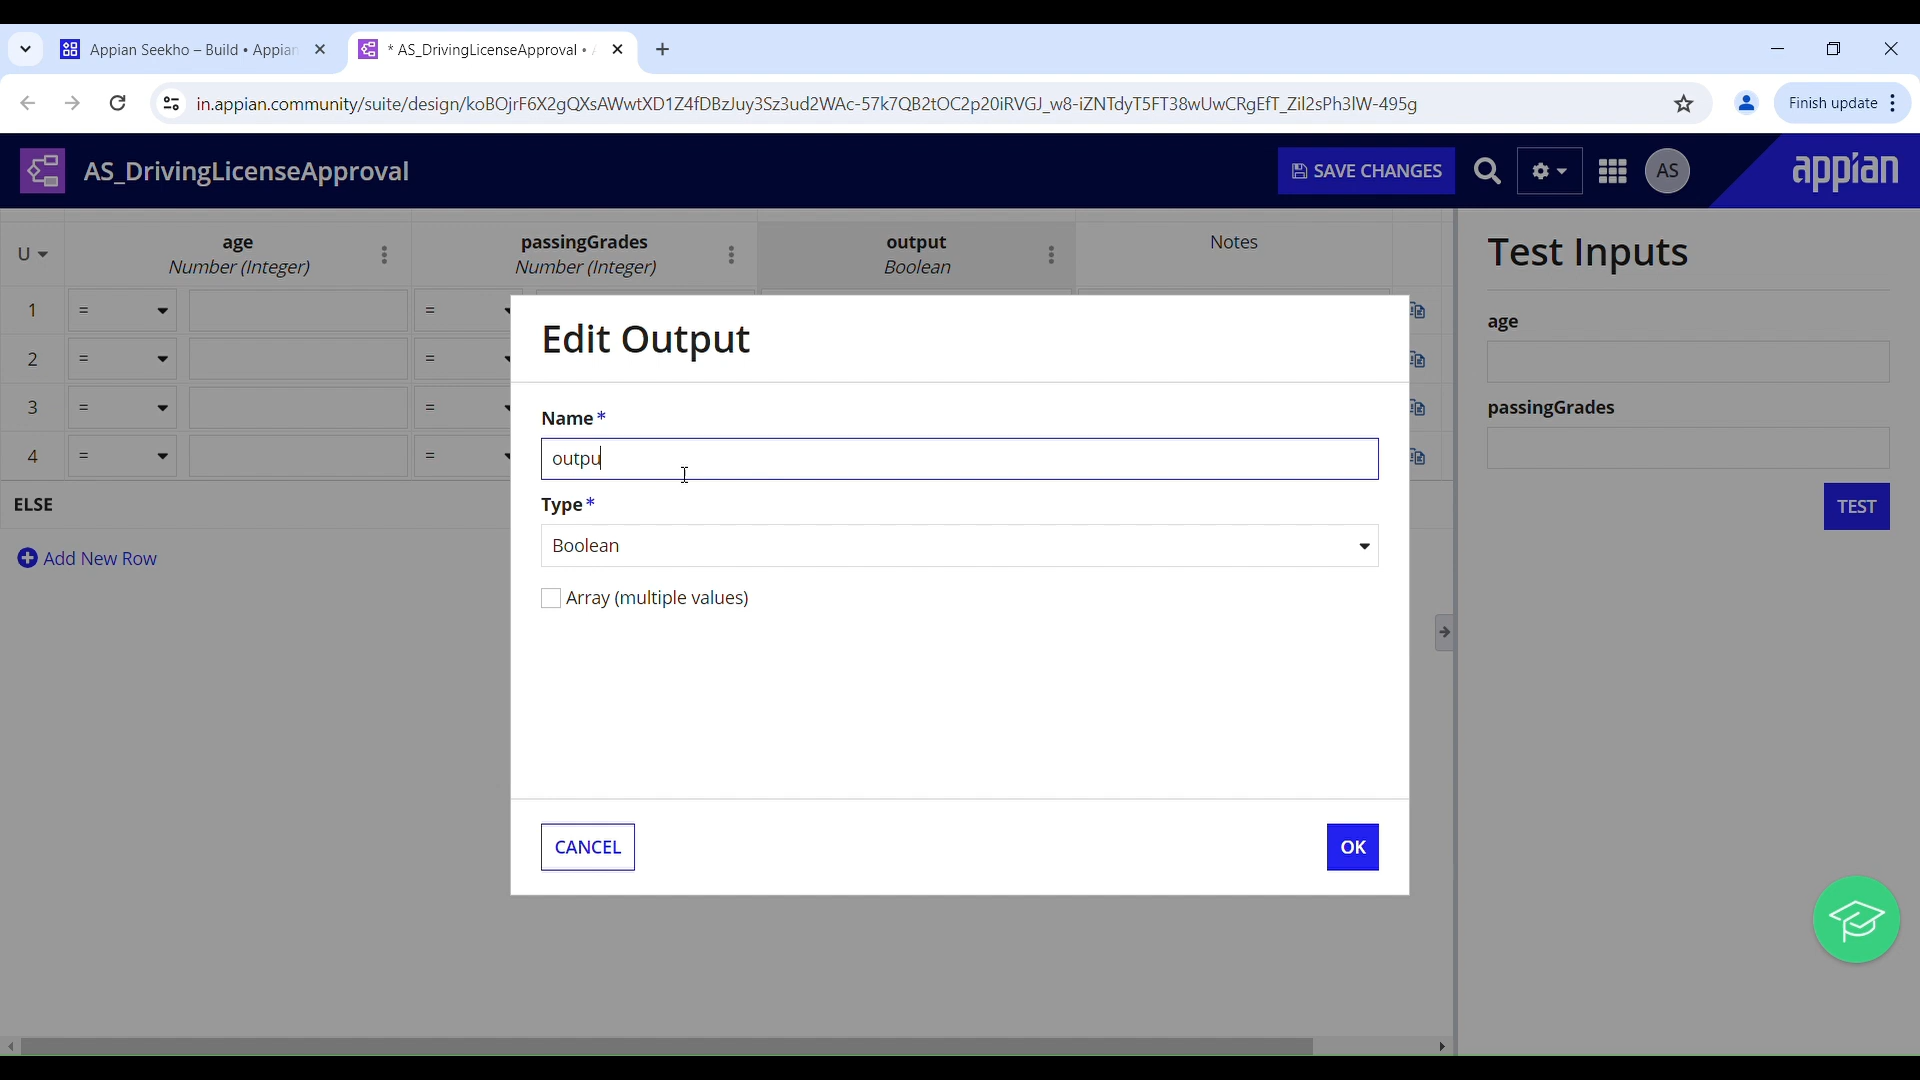 Appian Seekho – Build • Appian
* AS_DrivingLicenseApproval •
in.appian.community/suite/design/koBOjrF6X2gQXsAWwtXD1Z4fDBzJuy3Sz3ud2WAc-57k7QB2tOC2p20iRVGJ_w8-iZNTdyT5FT38wUwCRgEfT_Zil2sPh3lW-495g
Finish update
AS_DrivingLicenseApproval
SAVE CHANGES
AS
appian
U
age
Number (Integer)
passingGrades
Number (Integer)
output
Boolean
Notes
1
=
=
2
=
=
3
=
=
4
=
=
ELSE
Add New Row
Edit Output
Name*
outpu
Type*
Boolean
Array (multiple values)
CANCEL
OK
Test Inputs
age
passingGrades
TEST